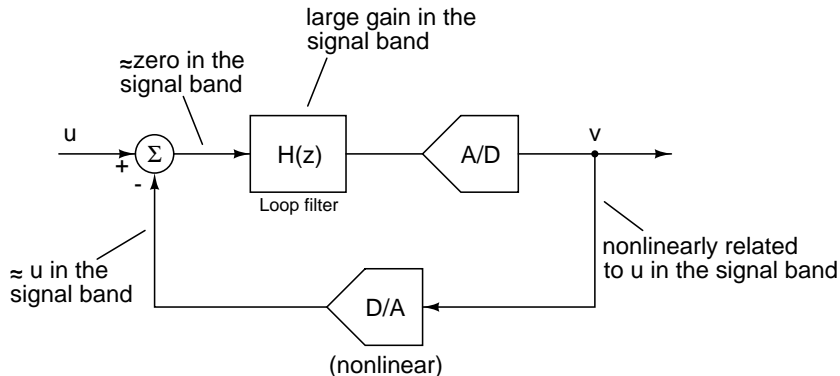 large gain in the
signal band
≈zero in the
signal band
u
+
-
Σ
H(z)
Loop filter
A/D
v
≈ u in the
signal band
D/A
(nonlinear)
nonlinearly related
to u in the signal band